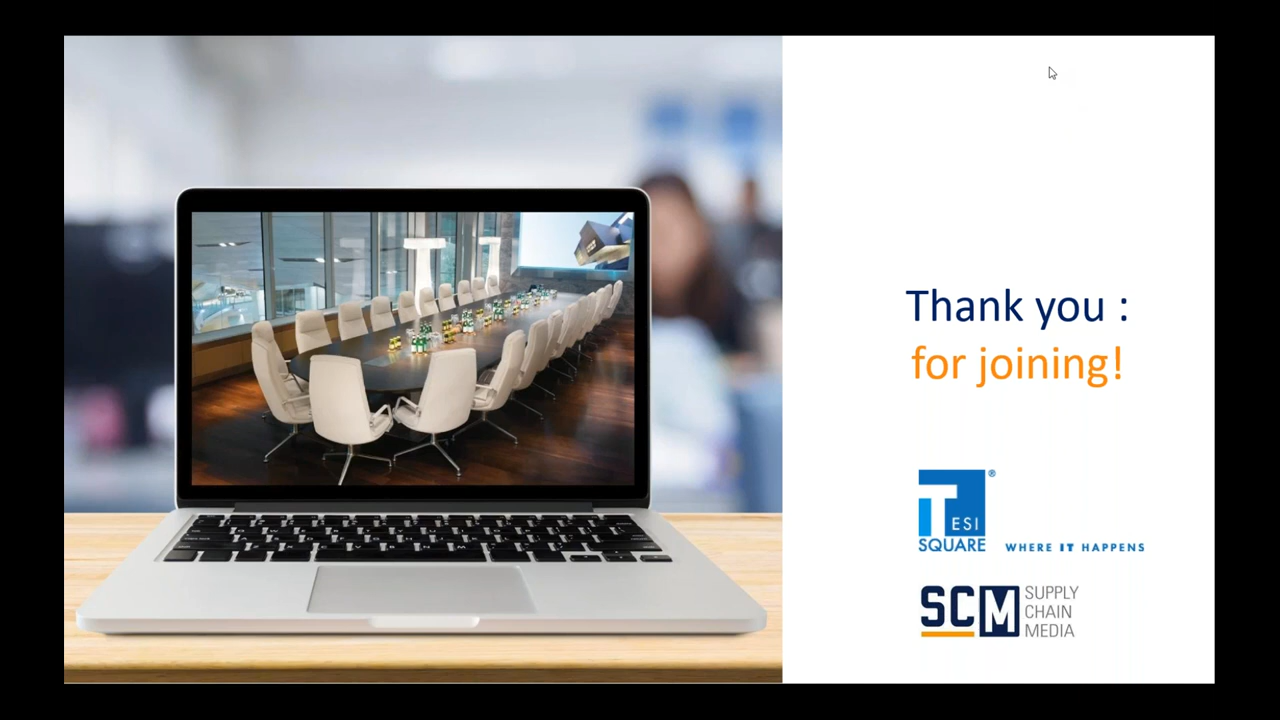 Thank you :
for joining!
TESI
SQUARE
®
WHERE IT HAPPENS
SCM
SUPPLY
CHAIN
MEDIA